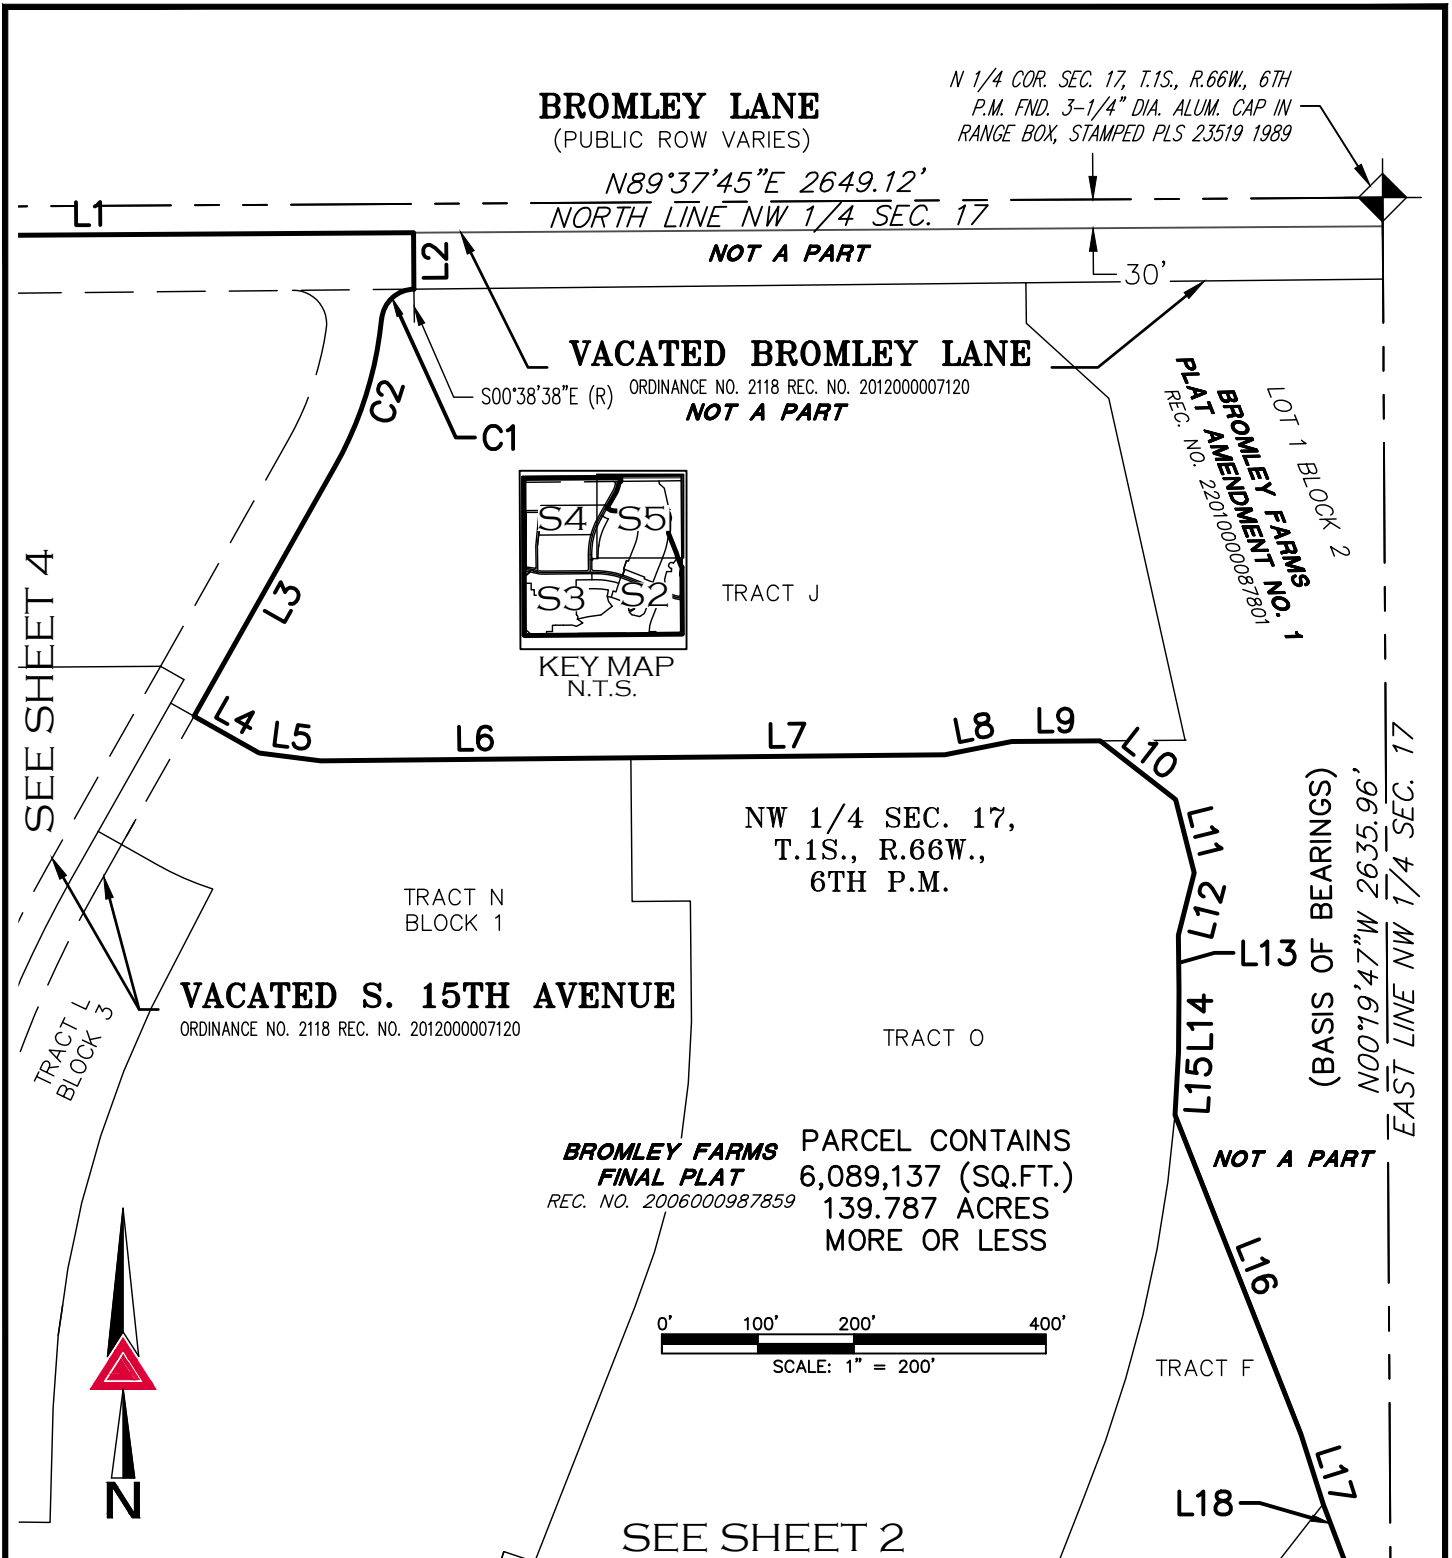 N 1/4 COR. SEC. 17, T.1S., R.66W., 6TH
P.M. FND. 3-1/4" DIA. ALUM. CAP IN
RANGE BOX, STAMPED PLS 23519 1989
BROMLEY LANE
(PUBLIC ROW VARIES)
N89°37'45"E 2649.12'
NORTH LINE NW 1/4 SEC. 17
L1
L2
NOT A PART
30'
VACATED BROMLEY LANE
ORDINANCE NO. 2118 REC. NO. 2012000007120
NOT A PART
S00°38'38"E (R)
C2
C1
LOT 1 BLOCK 2
BROMLEY FARMS
PLAT AMENDMENT NO. 1
REC. NO. 2201000087801
S4
S5
S3
S2
KEY MAP
N.T.S.
TRACT J
L3
SEE SHEET 4
L4
L5
L6
L7
L8
L9
L10
L11
L12
L13
L14
L15
NW 1/4 SEC. 17,
T.1S., R.66W.,
6TH P.M.
(BASIS OF BEARINGS)
N00°19'47"W 2635.96'
EAST LINE NW 1/4 SEC. 17
TRACT N
BLOCK 1
VACATED S. 15TH AVENUE
ORDINANCE NO. 2118 REC. NO. 2012000007120
TRACT L
BLOCK 3
TRACT O
BROMLEY FARMS
FINAL PLAT
REC. NO. 2006000987859
PARCEL CONTAINS
6,089,137 (SQ.FT.)
139.787 ACRES
MORE OR LESS
NOT A PART
L16
0' 100' 200' 400'
SCALE: 1" = 200'
TRACT F
L17
L18
N
SEE SHEET 2